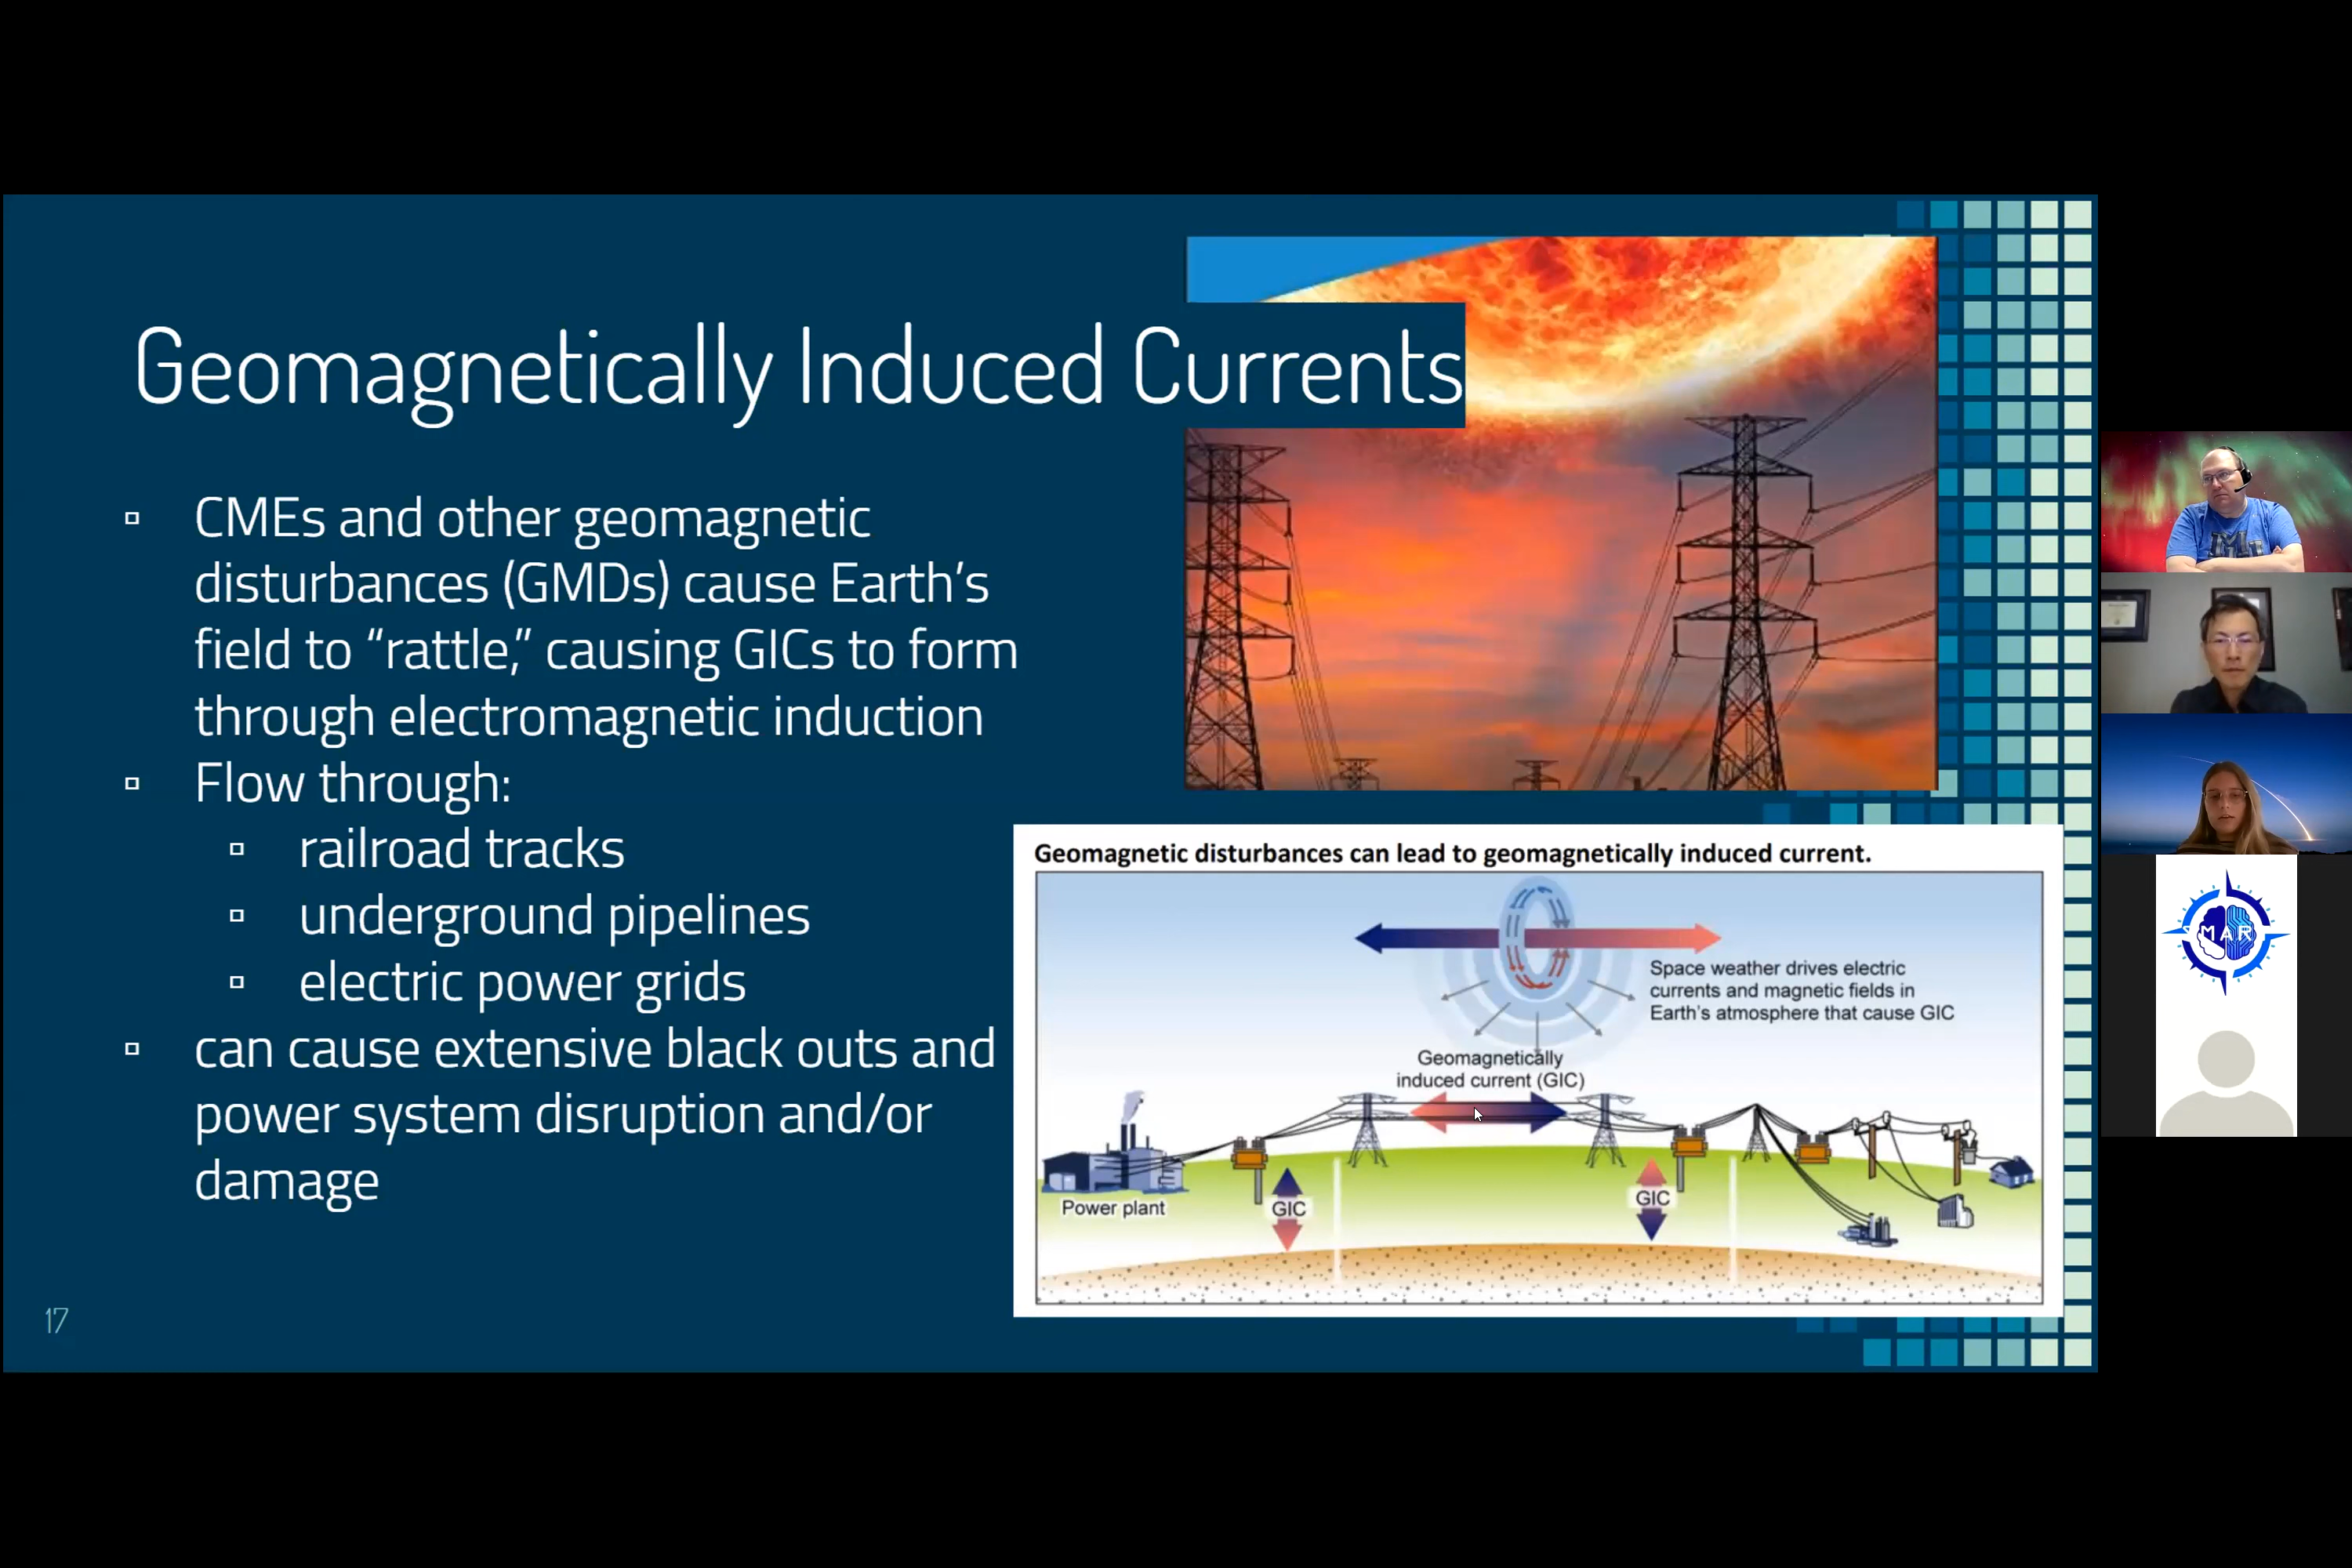 Geomagnetically Induced Currents
CMEs and other geomagnetic
disturbances (GMDs) cause Earth’s
field to “rattle,” causing GICs to form
through electromagnetic induction
Flow through:
railroad tracks
underground pipelines
electric power grids
can cause extensive black outs and
power system disruption and/or
damage
17
Geomagnetic disturbances can lead to geomagnetically induced current.
Space weather drives electric
currents and magnetic fields in
Earth's atmosphere that cause GIC
Geomagnetically
induced current (GIC)
Power plant
GIC
GIC